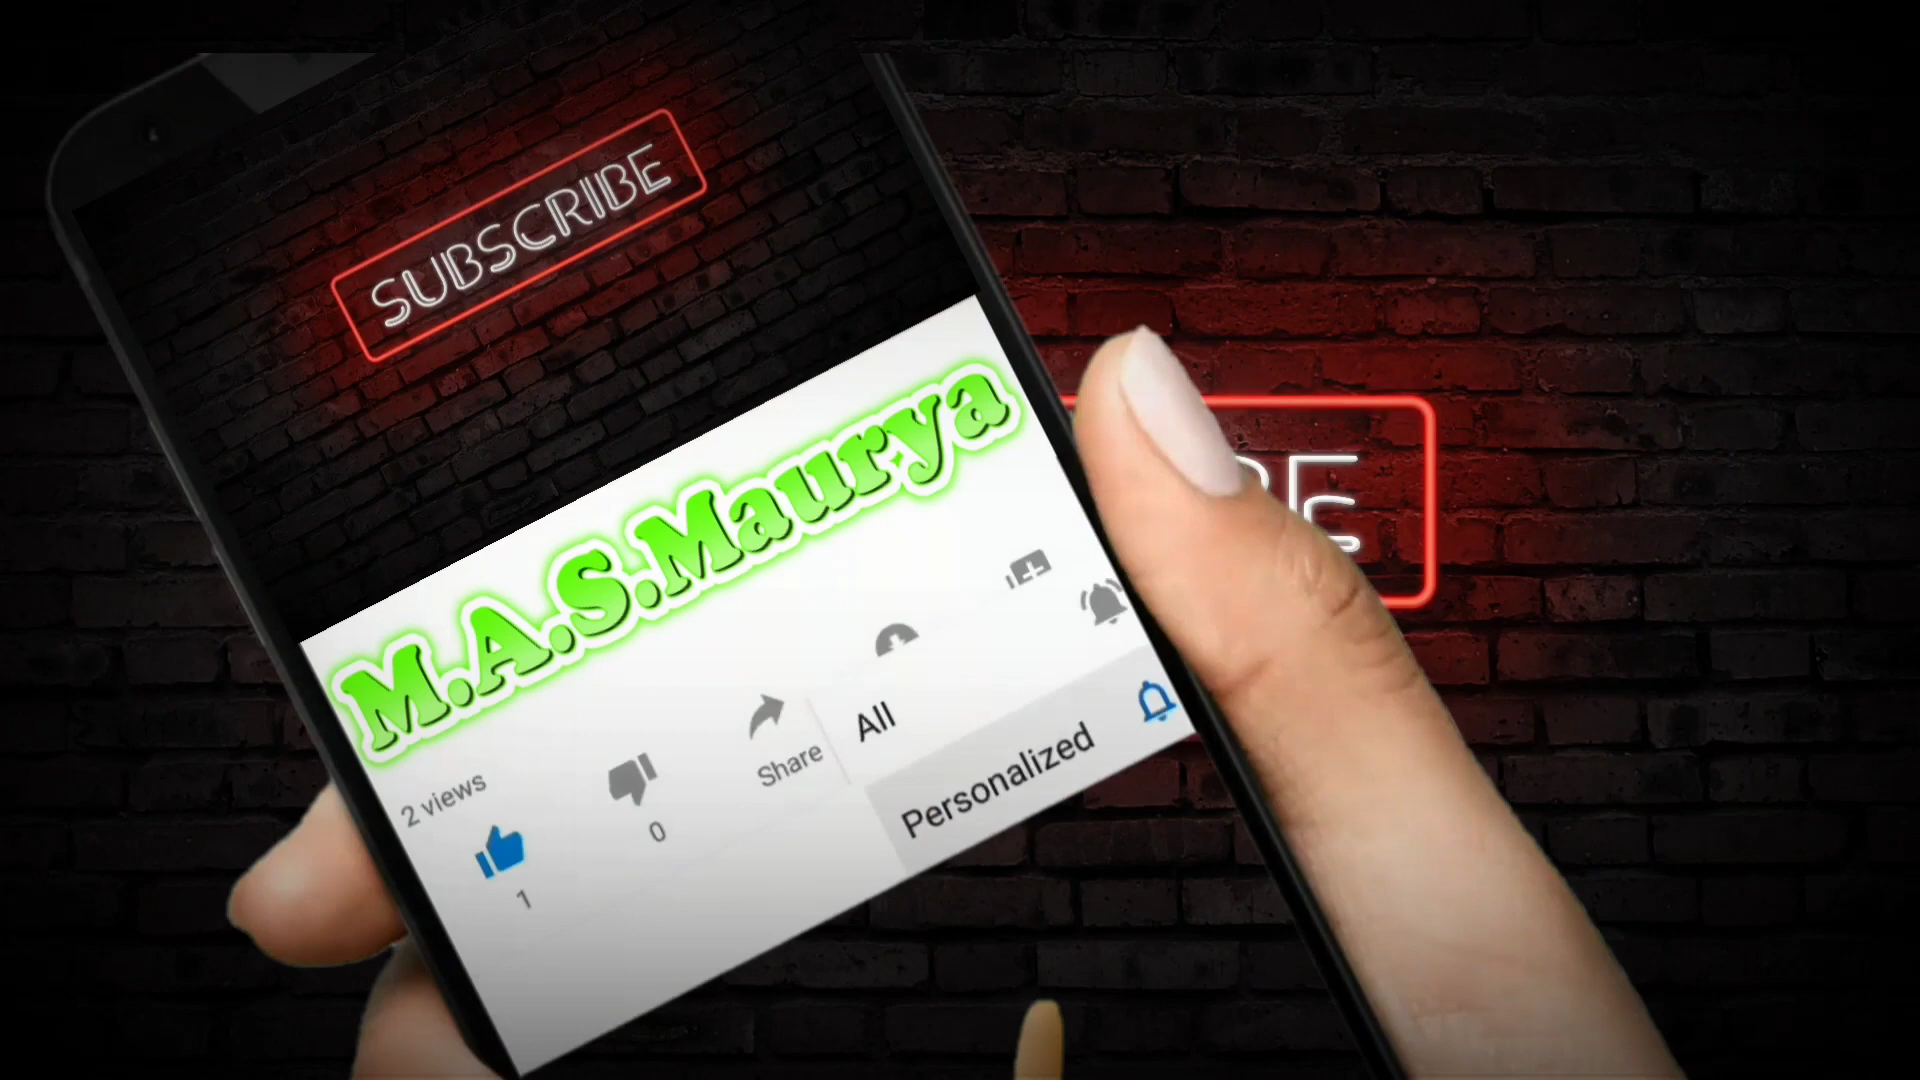 SUBSCRIBE
M.A.S.Maurya
2 views
1
0
Share
All
Personalized